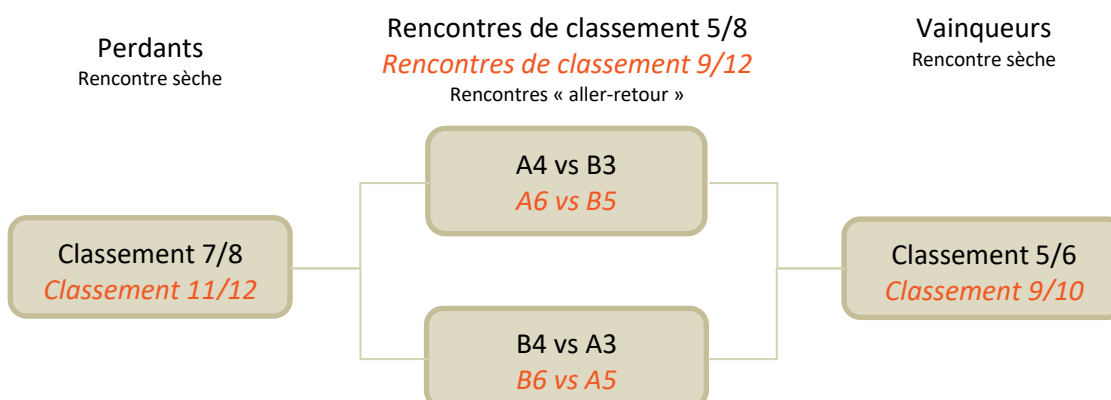 Perdants
Rencontre sèche
Rencontres de classement 5/8
Rencontres de classement 9/12
Rencontres « aller-retour »
Vainqueurs
Rencontre sèche
A4 vs B3
A6 vs B5
Classement 7/8
Classement 11/12
Classement 5/6
Classement 9/10
B4 vs A3
B6 vs A5